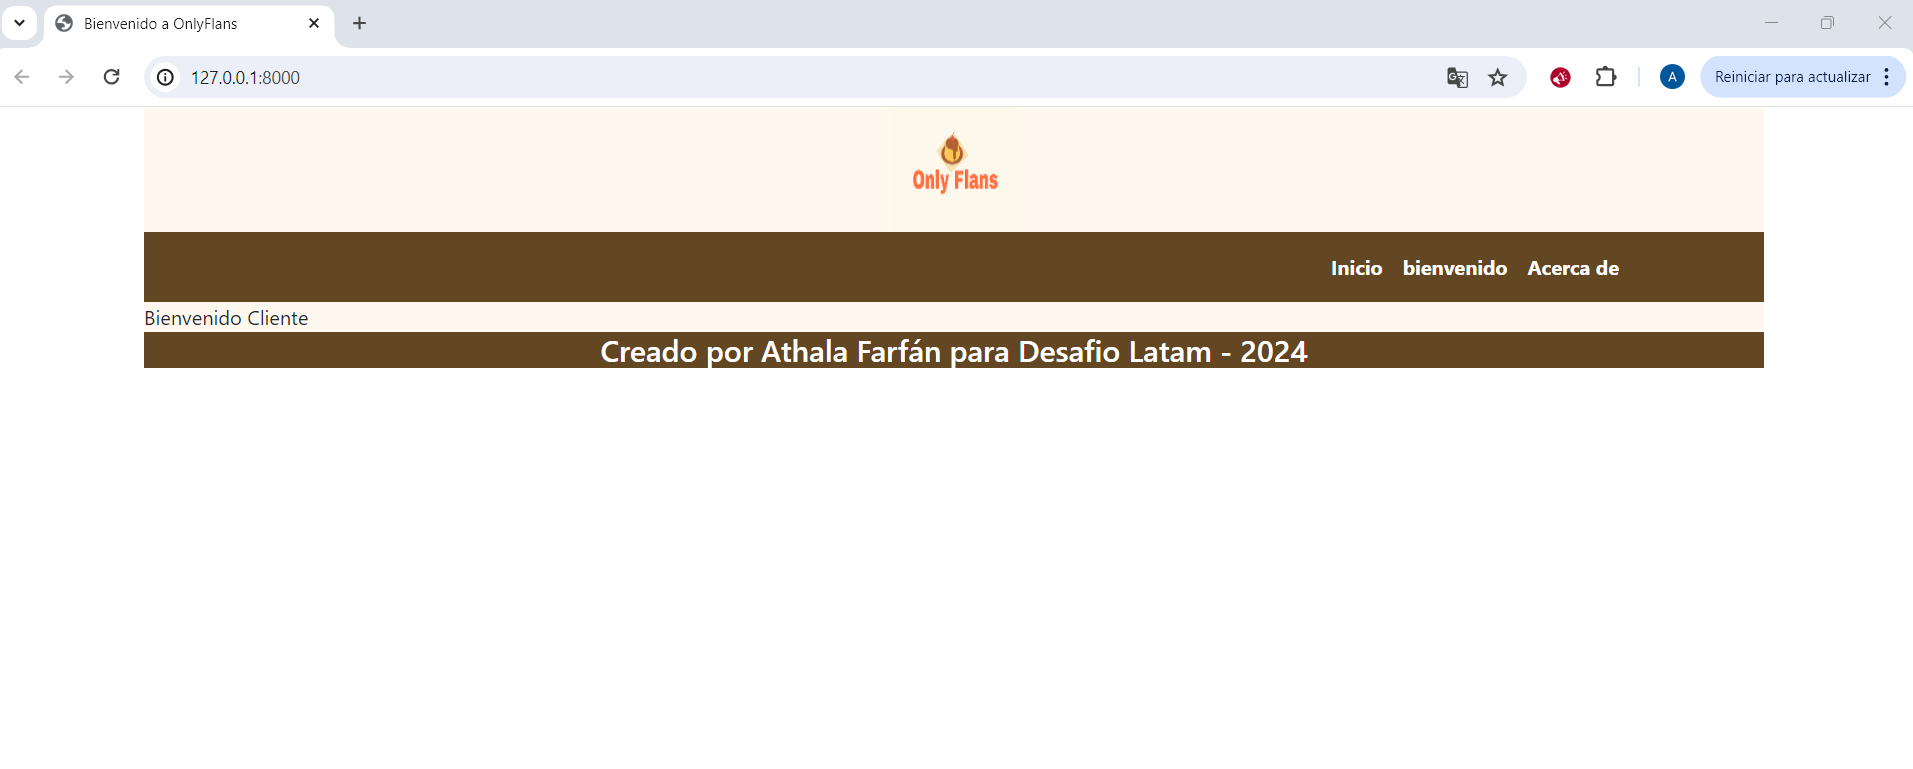 Bienvenido a OnlyFlans
127.0.0.1:8000
A
Reiniciar para actualizar
Only Flans
Inicio bienvenido Acerca de
Bienvenido Cliente
Creado por Athala Farfán para Desafio Latam - 2024